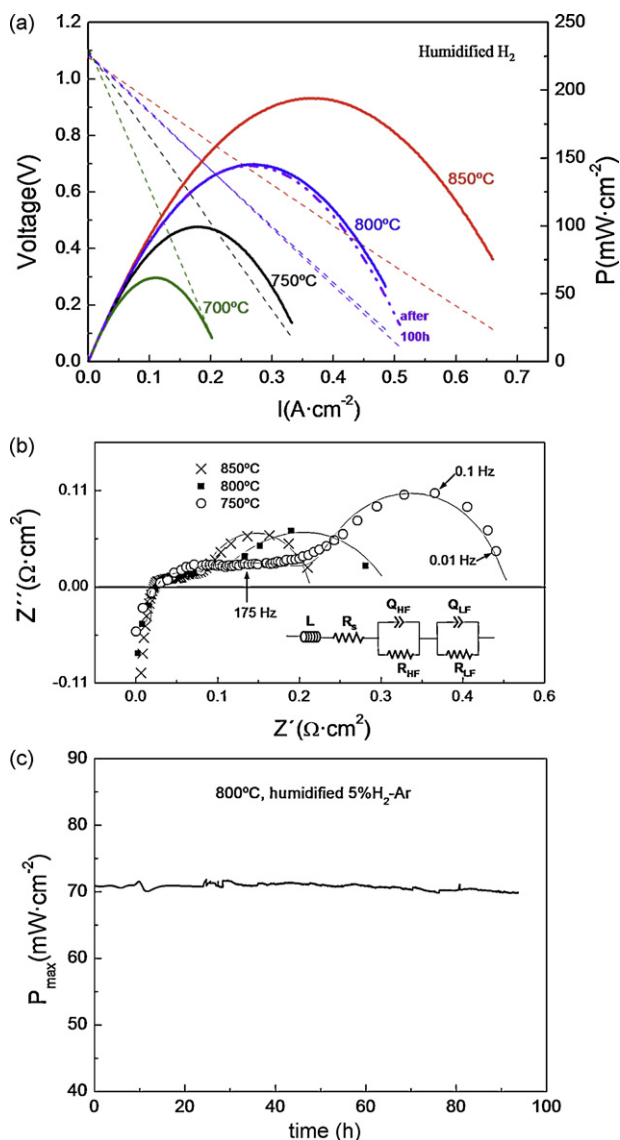 (a)
1.2
1.0
0.8
0.6
0.4
0.2
0.0
Voltage(V)
250
200
150
100
50
0
P(mW·cm⁻²)
Humidified H₂
850ºC
800ºC
750ºC
700ºC
after
100h
0.0 0.1 0.2 0.3 0.4 0.5 0.6 0.7
I(A·cm⁻²)
(b)
0.11
0.00
-0.11
Z´´(Ω·cm²)
850ºC
800ºC
750ºC
0.1 Hz
0.01 Hz
175 Hz
L
Rₛ
Q_HF
R_HF
Q_LF
R_LF
0.0 0.1 0.2 0.3 0.4 0.5 0.6
Z´(Ω·cm²)
(c)
90
80
70
60
50
40
P_max(mW·cm⁻²)
800ºC, humidified 5%H₂-Ar
0 20 40 60 80 100
time (h)